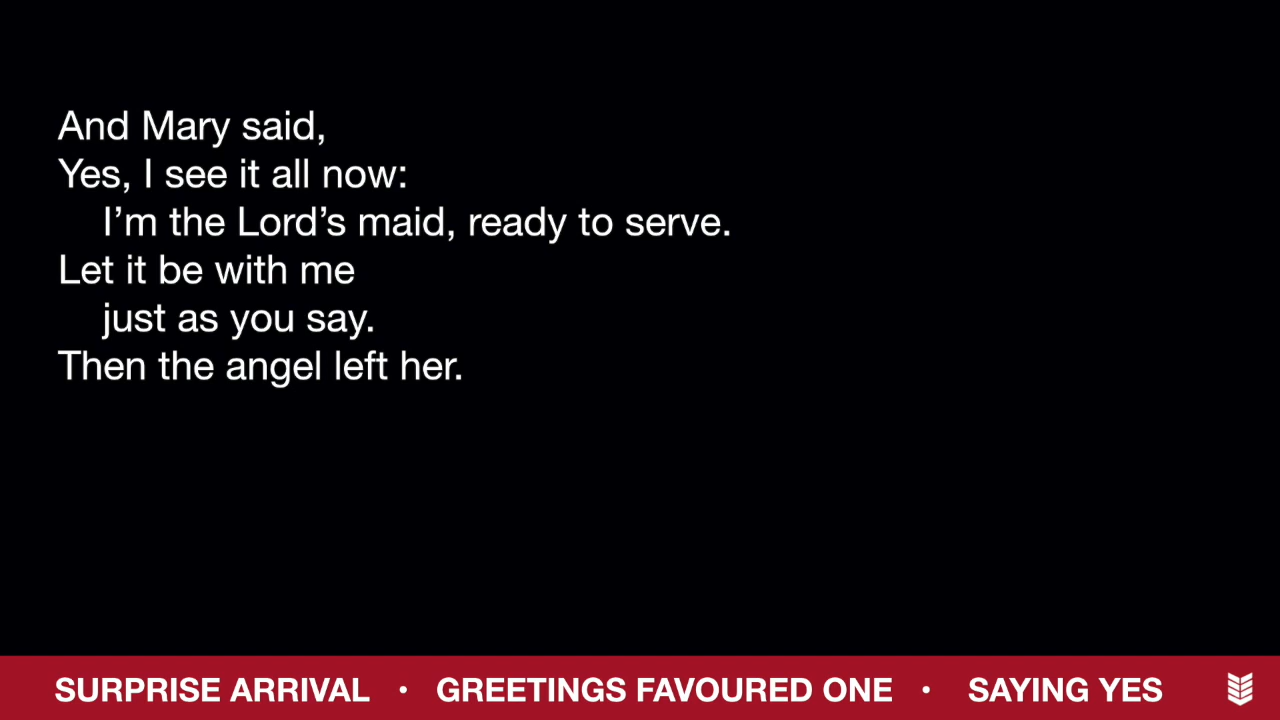 And Mary said,
Yes, I see it all now:
I’m the Lord’s maid, ready to serve.
Let it be with me
just as you say.
Then the angel left her.
SURPRISE ARRIVAL • GREETINGS FAVOURED ONE • SAYING YES